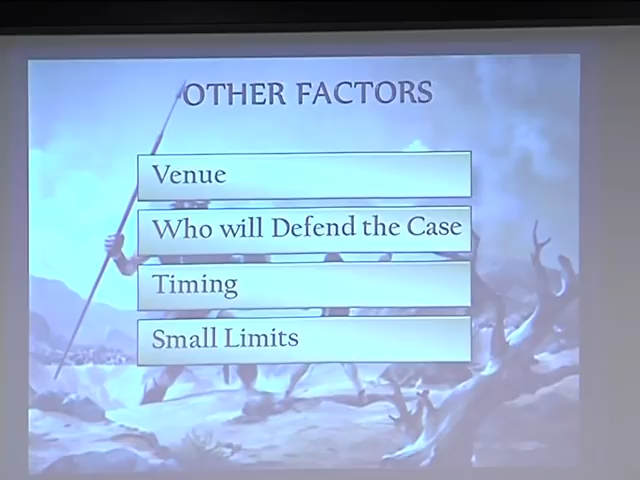 OTHER FACTORS
Venue
Who will Defend the Case
Timing
Small Limits